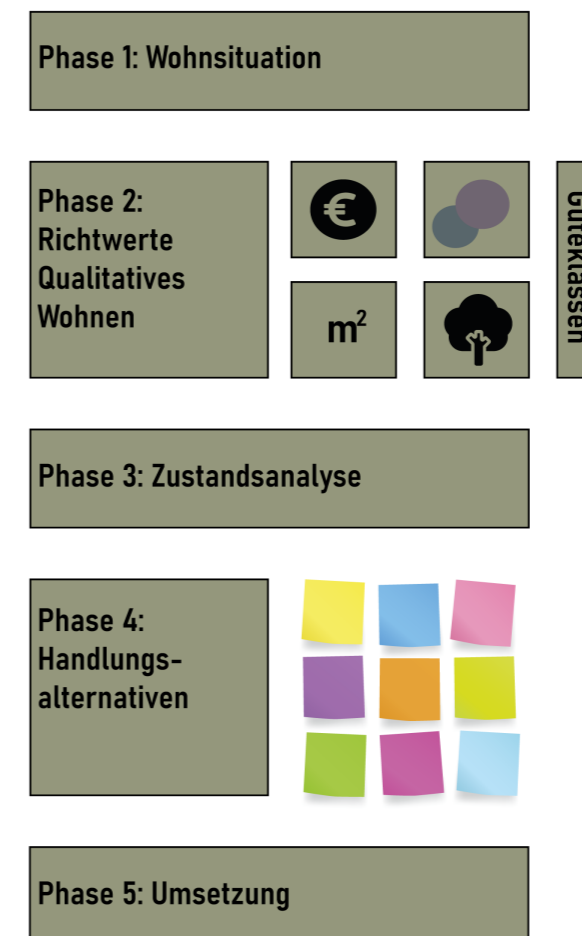 Phase 1: Wohnsituation
Phase 2:
Richtwerte
Qualitatives
Wohnen
€
m²
Güteklassen
Phase 3: Zustandsanalyse
Phase 4:
Handlungs-
alternativen
Phase 5: Umsetzung